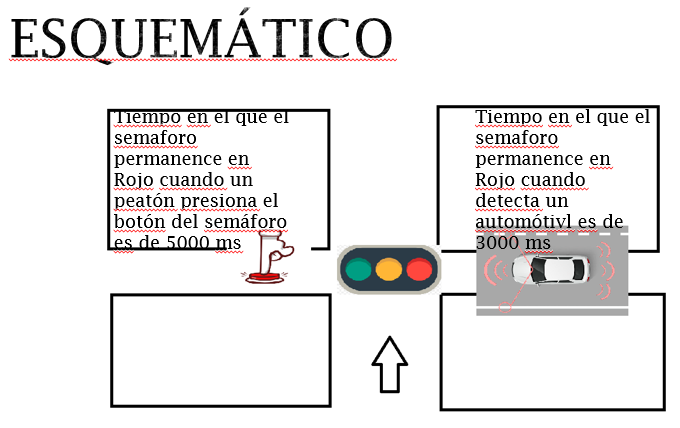 ESQUEMÁTICO
Tiempo en el que el
semaforo
permanence en
Rojo cuando un
peatón presiona el
botón del semáforo
es de 5000 ms
Tiempo en el que el
semaforo
permanence en
Rojo cuando
detecta un
automótivl es de
3000 ms